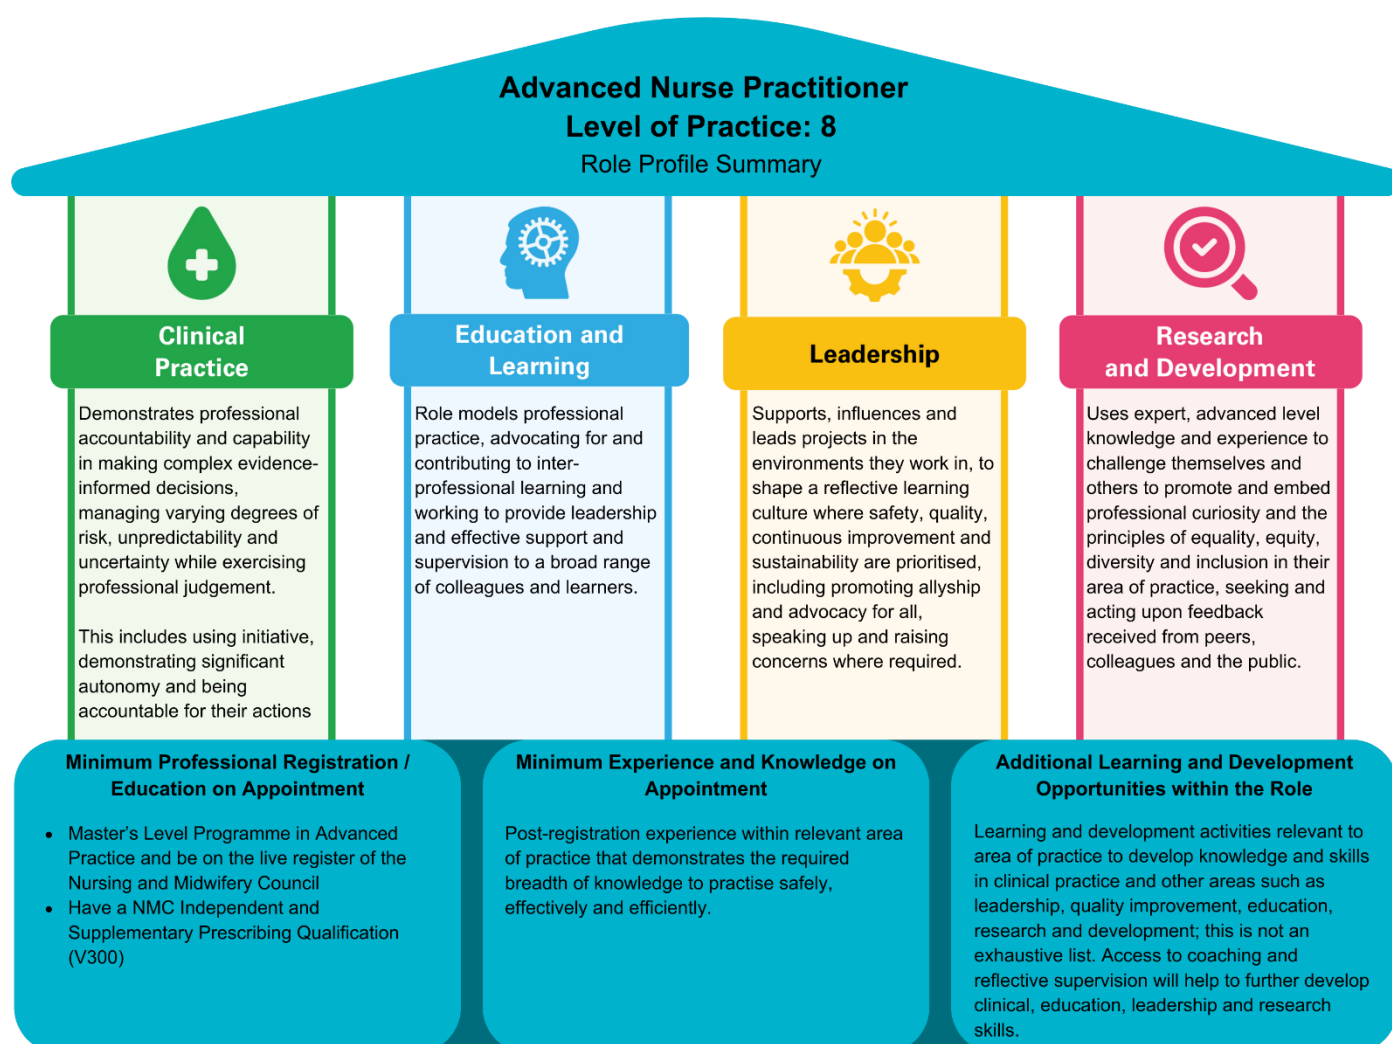 Advanced Nurse Practitioner
Level of Practice: 8
Role Profile Summary
Clinical
Practice
Demonstrates professional
accountability and capability
in making complex evidence-
informed decisions,
managing varying degrees of
risk, unpredictability and
uncertainty while exercising
professional judgement.
This includes using initiative,
demonstrating significant
autonomy and being
accountable for their actions
Education and
Learning
Role models professional
practice, advocating for and
contributing to inter-
professional learning and
working to provide leadership
and effective support and
supervision to a broad range
of colleagues and learners.
Leadership
Supports, influences and
leads projects in the
environments they work in, to
shape a reflective learning
culture where safety, quality,
continuous improvement and
sustainability are prioritised,
including promoting allyship
and advocacy for all,
speaking up and raising
concerns where required.
Research
and Development
Uses expert, advanced level
knowledge and experience to
challenge themselves and
others to promote and embed
professional curiosity and the
principles of equality, equity,
diversity and inclusion in their
area of practice, seeking and
acting upon feedback
received from peers,
colleagues and the public.
Minimum Professional Registration /
Education on Appointment
• Master's Level Programme in Advanced
Practice and be on the live register of the
Nursing and Midwifery Council
• Have a NMC Independent and
Supplementary Prescribing Qualification
(V300)
Minimum Experience and Knowledge on
Appointment
Post-registration experience within relevant area
of practice that demonstrates the required
breadth of knowledge to practise safely,
effectively and efficiently.
Additional Learning and Development
Opportunities within the Role
Learning and development activities relevant to
area of practice to develop knowledge and skills
in clinical practice and other areas such as
leadership, quality improvement, education,
research and development; this is not an
exhaustive list. Access to coaching and
reflective supervision will help to further develop
clinical, education, leadership and research
skills.